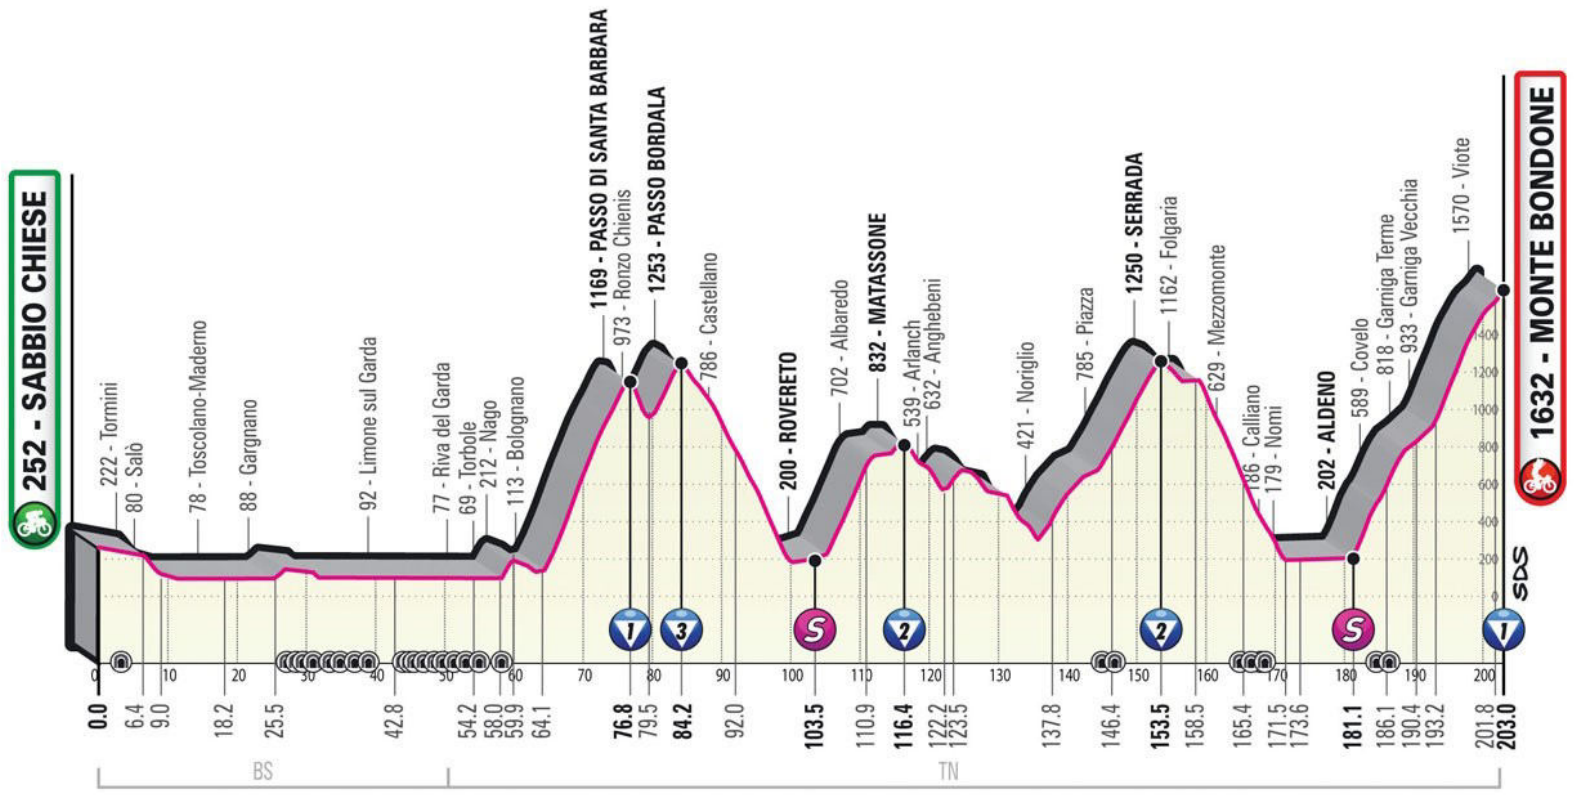 252 - SABBIO CHIESE
222 - Tormini
80 - Salò
78 - Toscolano-Maderno
88 - Gargnano
92 - Limone sul Garda
77 - Riva del Garda
69 - Torbole
212 - Nago
113 - Bolognano
1169 - PASSO DI SANTA BARBARA
973 - Ronzo Chienis
1253 - PASSO BORDALA
786 - Castellano
200 - ROVERETO
702 - Albaredo
832 - MATASSONE
539 - Arlanch
632 - Anghebeni
421 - Noriglio
785 - Piazza
1250 - SERRADA
1162 - Folgaria
629 - Mezzomonte
186 - Calliano
179 - Nomi
202 - ALDENO
589 - Covelo
818 - Garniga Terme
933 - Garniga Vecchia
1570 - Viote
1632 - MONTE BONDONE
1400
1200
1000
800
600
400
200
0
SDS
1
3
S
2
2
S
1
0
10
20
30
40
50
60
70
80
90
100
110
120
130
140
150
160
170
180
190
200
0.0
6.4
9.0
18.2
25.5
42.8
54.2
58.0
59.9
64.1
76.8
79.5
84.2
92.0
103.5
110.9
116.4
122.2
123.5
137.8
146.4
153.5
158.5
165.4
171.5
173.6
181.1
186.1
190.4
193.2
201.8
203.0
BS
TN